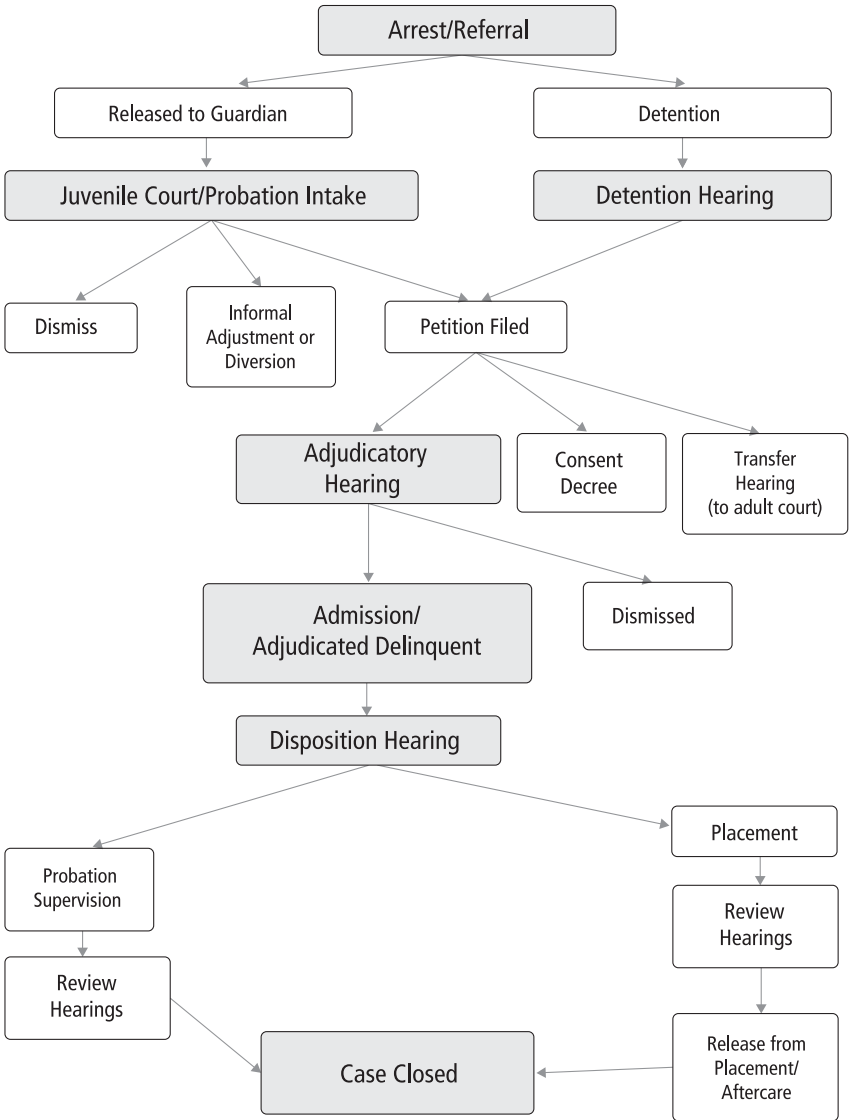 Arrest/Referral
Released to Guardian
Detention
Juvenile Court/Probation Intake
Detention Hearing
Dismiss
Informal
Adjustment or
Diversion
Petition Filed
Adjudicatory
Hearing
Consent
Decree
Transfer
Hearing
(to adult court)
Admission/
Adjudicated Delinquent
Dismissed
Disposition Hearing
Placement
Probation
Supervision
Review
Hearings
Review
Hearings
Case Closed
Release from
Placement/
Aftercare